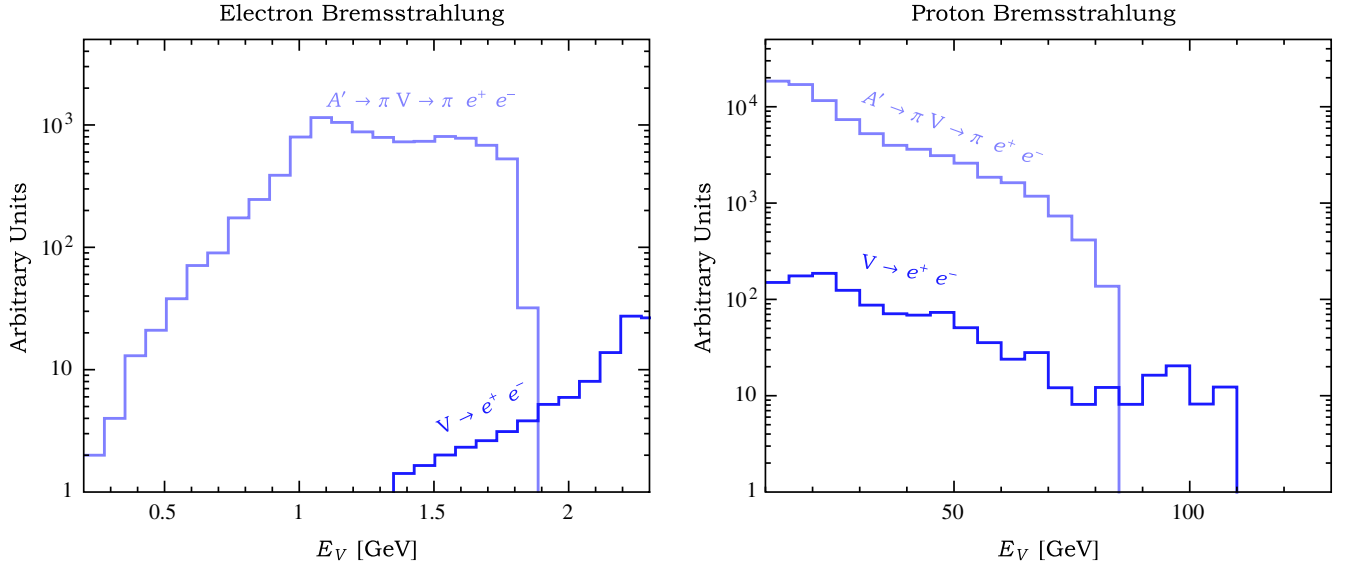 Electron Bremsstrahlung
Arbitrary Units
10³
10²
10
1
A′ → π V → π e⁺ e⁻
V → e⁺ e⁻
0.5
1
1.5
2
E_V [GeV]
Proton Bremsstrahlung
Arbitrary Units
10⁴
10³
10²
10
1
A′ → π V → π e⁺ e⁻
V → e⁺ e⁻
50
100
E_V [GeV]